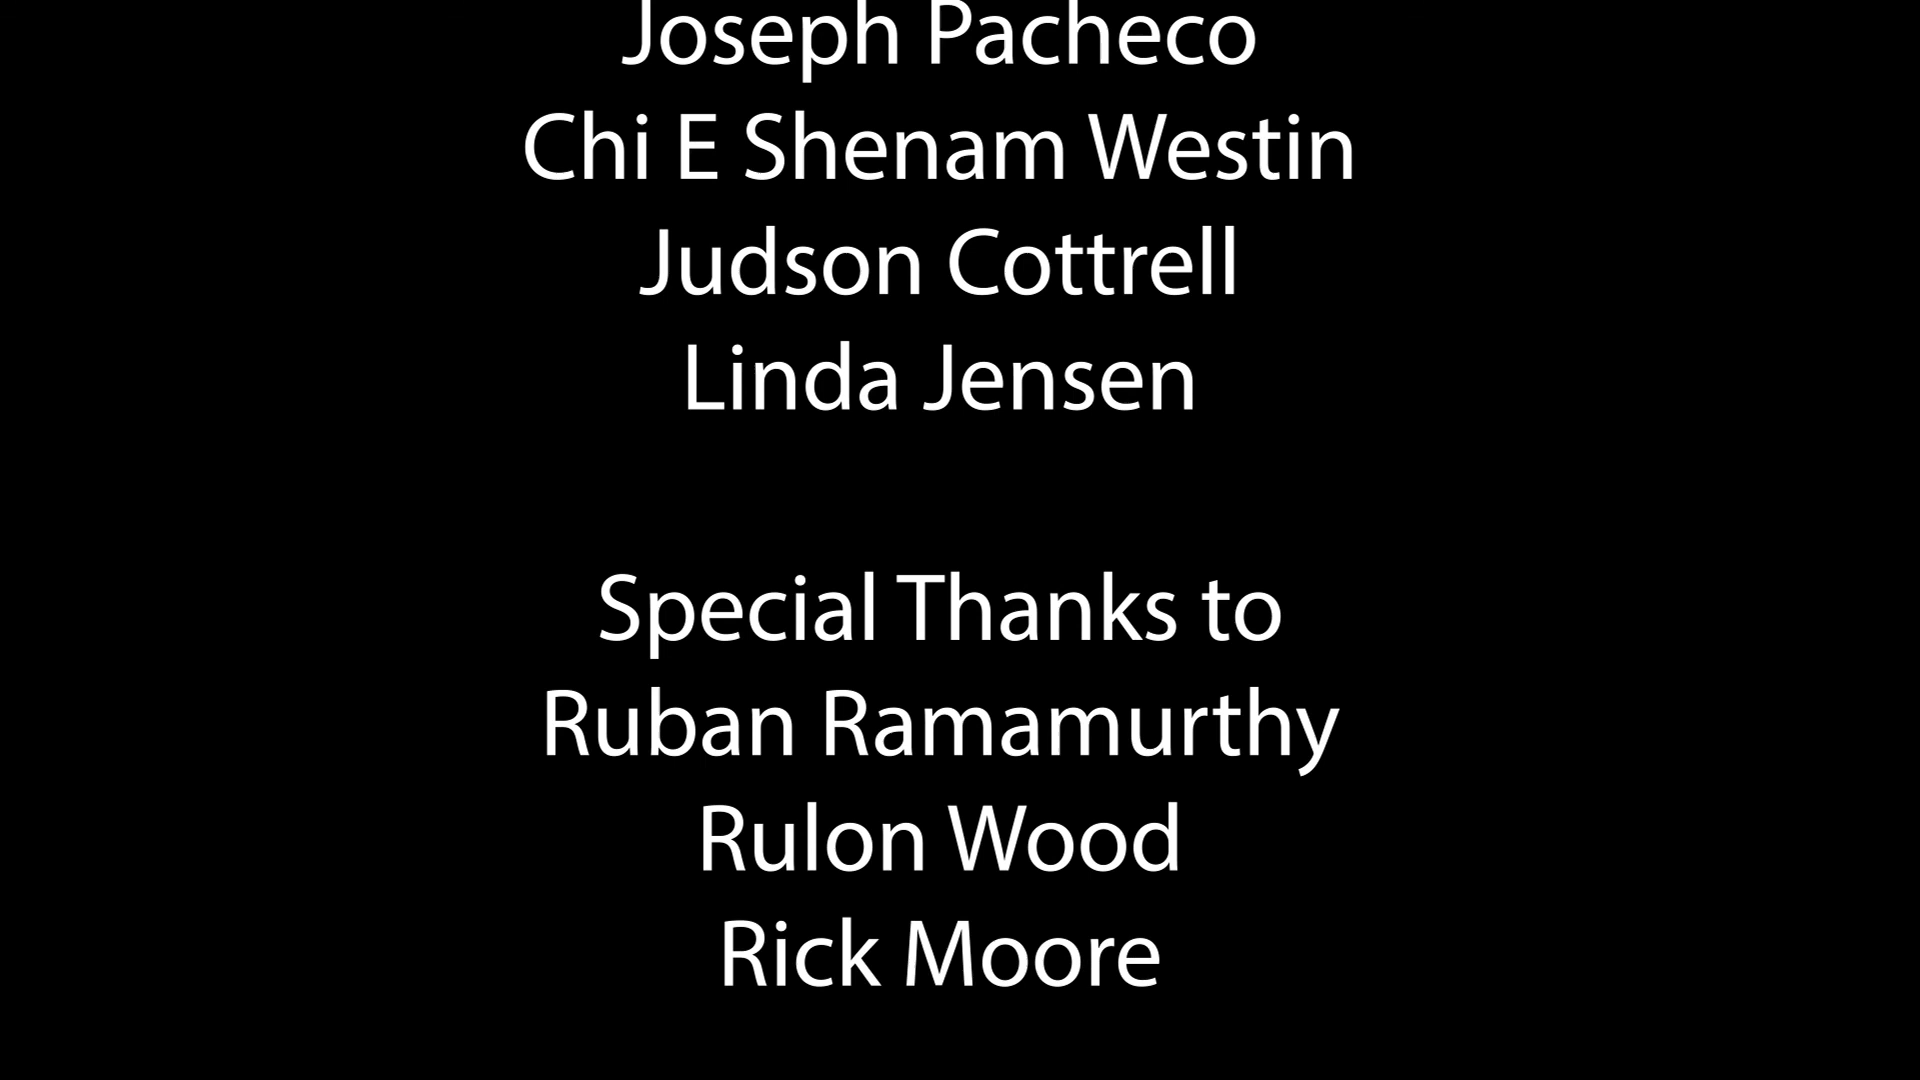 Joseph Pacheco
Chi E Shenam Westin
Judson Cottrell
Linda Jensen
Special Thanks to
Ruban Ramamurthy
Rulon Wood
Rick Moore